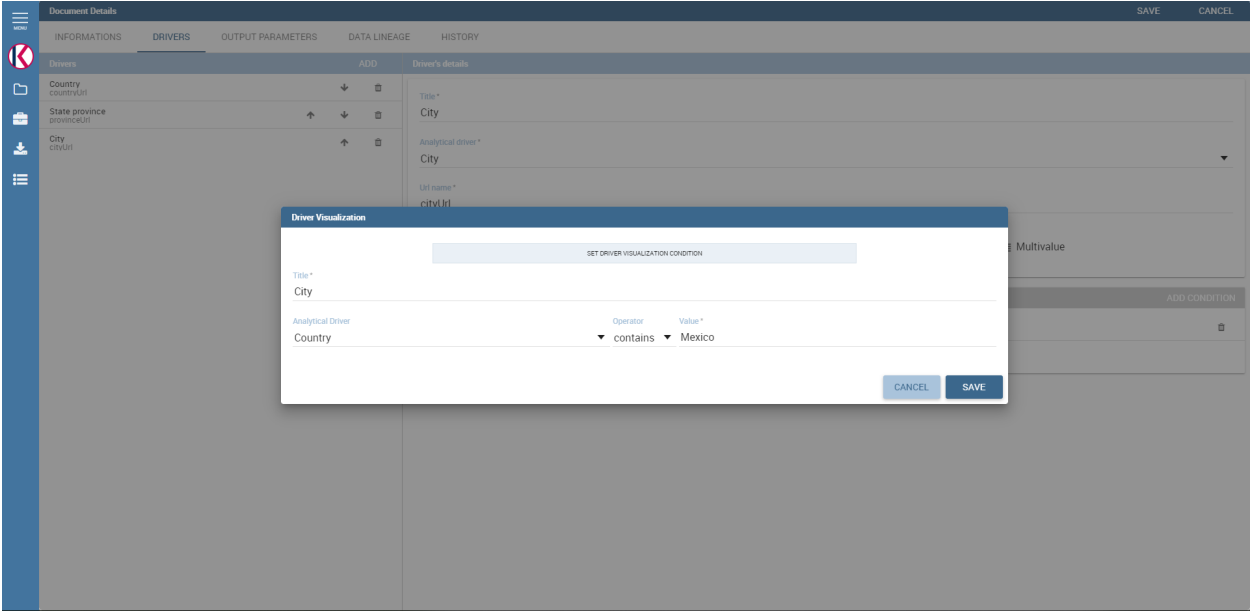 Document Details
SAVE CANCEL
MENU
INFORMATIONS DRIVERS OUTPUT PARAMETERS DATA LINEAGE HISTORY
Drivers ADD
Driver's details
Country
countryUrl
State province
provinceUrl
City
cityUrl
Title *
City
Analytical driver *
City
Url name *
cityUrl
Multivalue
ADD CONDITION
Driver Visualization
SET DRIVER VISUALIZATION CONDITION
Title *
City
Analytical Driver Operator Value *
Country contains Mexico
CANCEL SAVE